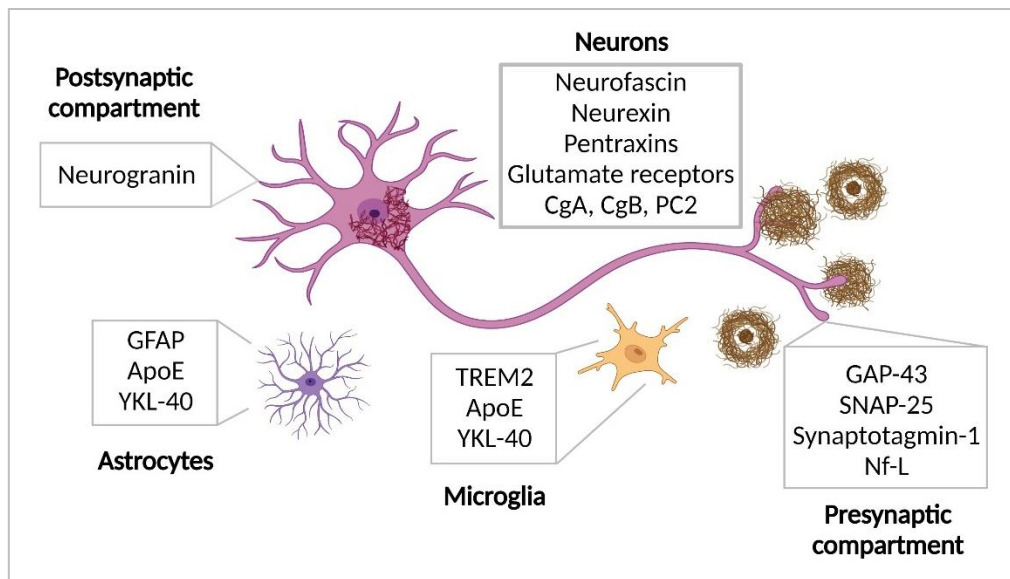 Neurons
Neurofascin
Neurexin
Pentraxins
Glutamate receptors
CgA, CgB, PC2
Postsynaptic
compartment
Neurogranin
GFAP
ApoE
YKL-40
Astrocytes
TREM2
ApoE
YKL-40
Microglia
GAP-43
SNAP-25
Synaptotagmin-1
Nf-L
Presynaptic
compartment